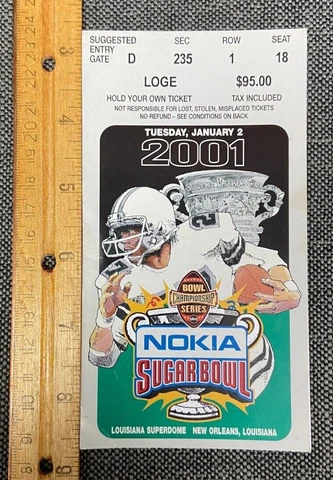 SUGGESTED ENTRY GATE D SEC 235 ROW 1 SEAT 18
LOGE $95.00
HOLD YOUR OWN TICKET TAX INCLUDED
NOT RESPONSIBLE FOR LOST, STOLEN, MISPLACED TICKETS
NO REFUND – SEE CONDITIONS ON BACK
TUESDAY, JANUARY 2
2001
BOWL
CHAMPIONSHIP
SERIES
NOKIA
SUGAR BOWL
LOUISIANA SUPERDOME NEW ORLEANS, LOUISIANA